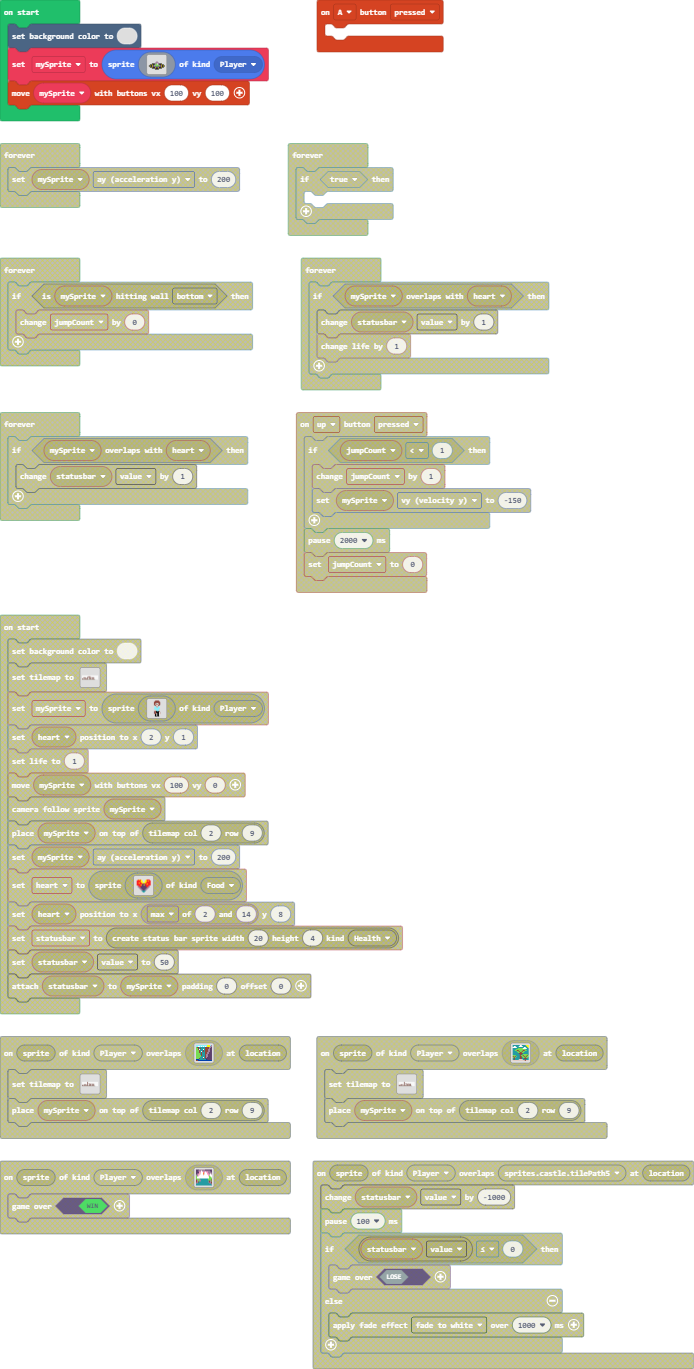 on start
set background color to
set mySprite to sprite of kind Player
move mySprite with buttons vx 100 vy 100
on A button pressed
forever
set mySprite ay (acceleration y) to 200
forever
if true then
forever
if is mySprite hitting wall bottom then
change jumpCount by 0
forever
if mySprite overlaps with heart then
change statusbar value by 1
change life by 1
forever
if mySprite overlaps with heart then
change statusbar value by 1
on up button pressed
if jumpCount < 1 then
change jumpCount by 1
set mySprite vy (velocity y) to -150
pause 2000 ms
set jumpCount to 0
on start
set background color to
set tilemap to
set mySprite to sprite of kind Player
set heart position to x 2 y 1
set life to 1
move mySprite with buttons vx 100 vy 0
camera follow sprite mySprite
place mySprite on top of tilemap col 2 row 9
set mySprite ay (acceleration y) to 200
set heart to sprite of kind Food
set heart position to x max of 2 and 14 y 8
set statusbar to create status bar sprite width 20 height 4 kind Health
set statusbar value to 50
attach statusbar to mySprite padding 0 offset 0
on sprite of kind Player overlaps at location
set tilemap to
place mySprite on top of tilemap col 2 row 9
on sprite of kind Player overlaps at location
set tilemap to
place mySprite on top of tilemap col 2 row 9
on sprite of kind Player overlaps at location
game over WIN
on sprite of kind Player overlaps sprites.castle.tilePath5 at location
change statusbar value by -1000
pause 100 ms
if statusbar value ≤ 0 then
game over LOSE
else
apply fade effect fade to white over 1000 ms